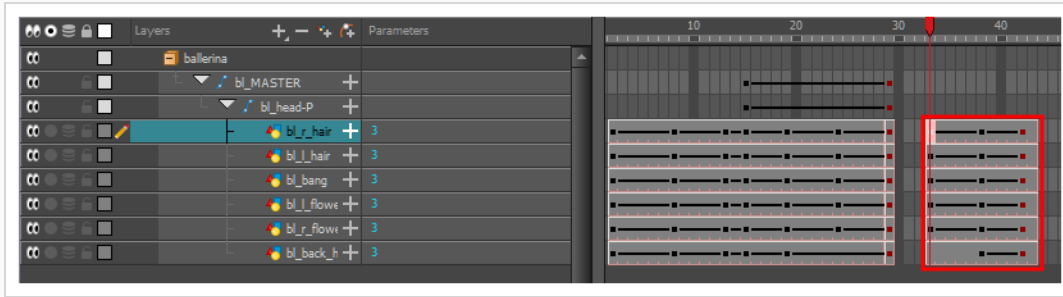 Layers Parameters 10 20 30 40
ballerina
bl_MASTER
bl_head-P
bl_r_hair 3
bl_l_hair 3
bl_bang 3
bl_l_flowe 3
bl_r_flowe 3
bl_back_h 3